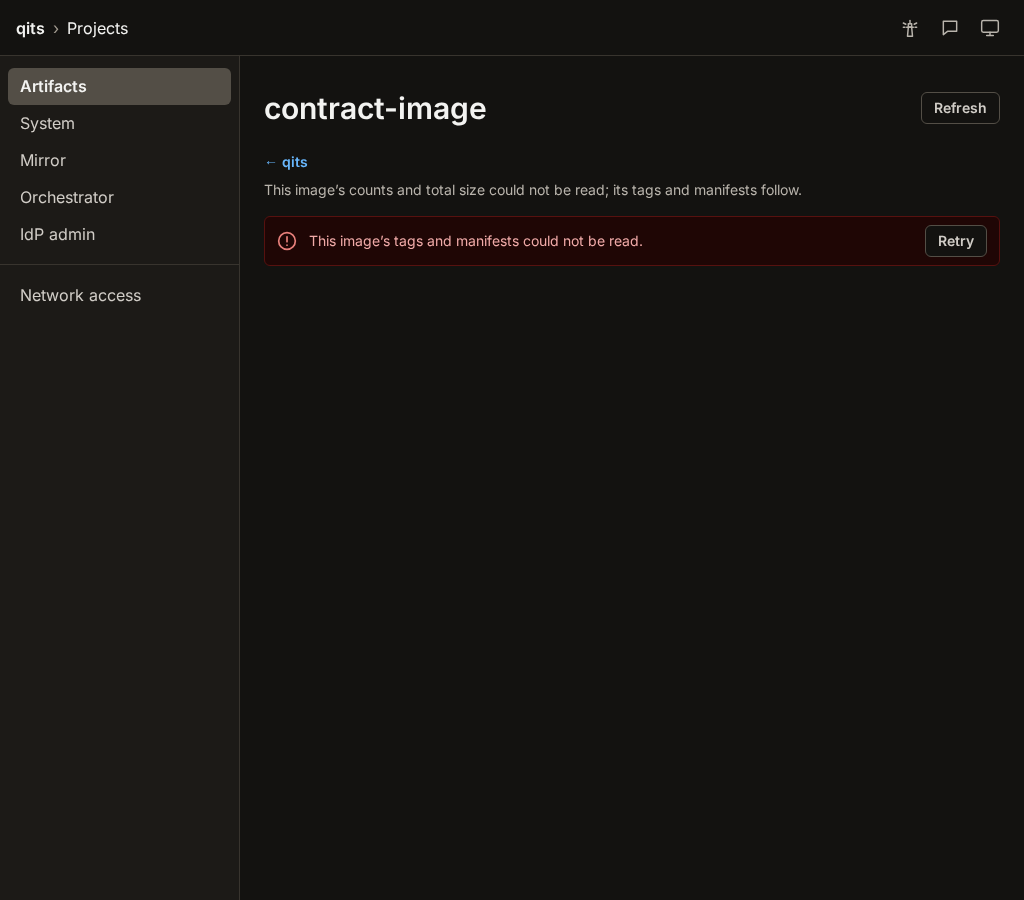 qits › Projects
Artifacts
System
Mirror
Orchestrator
IdP admin
Network access
contract-image
Refresh
← qits
This image’s counts and total size could not be read; its tags and manifests follow.
This image’s tags and manifests could not be read.
Retry